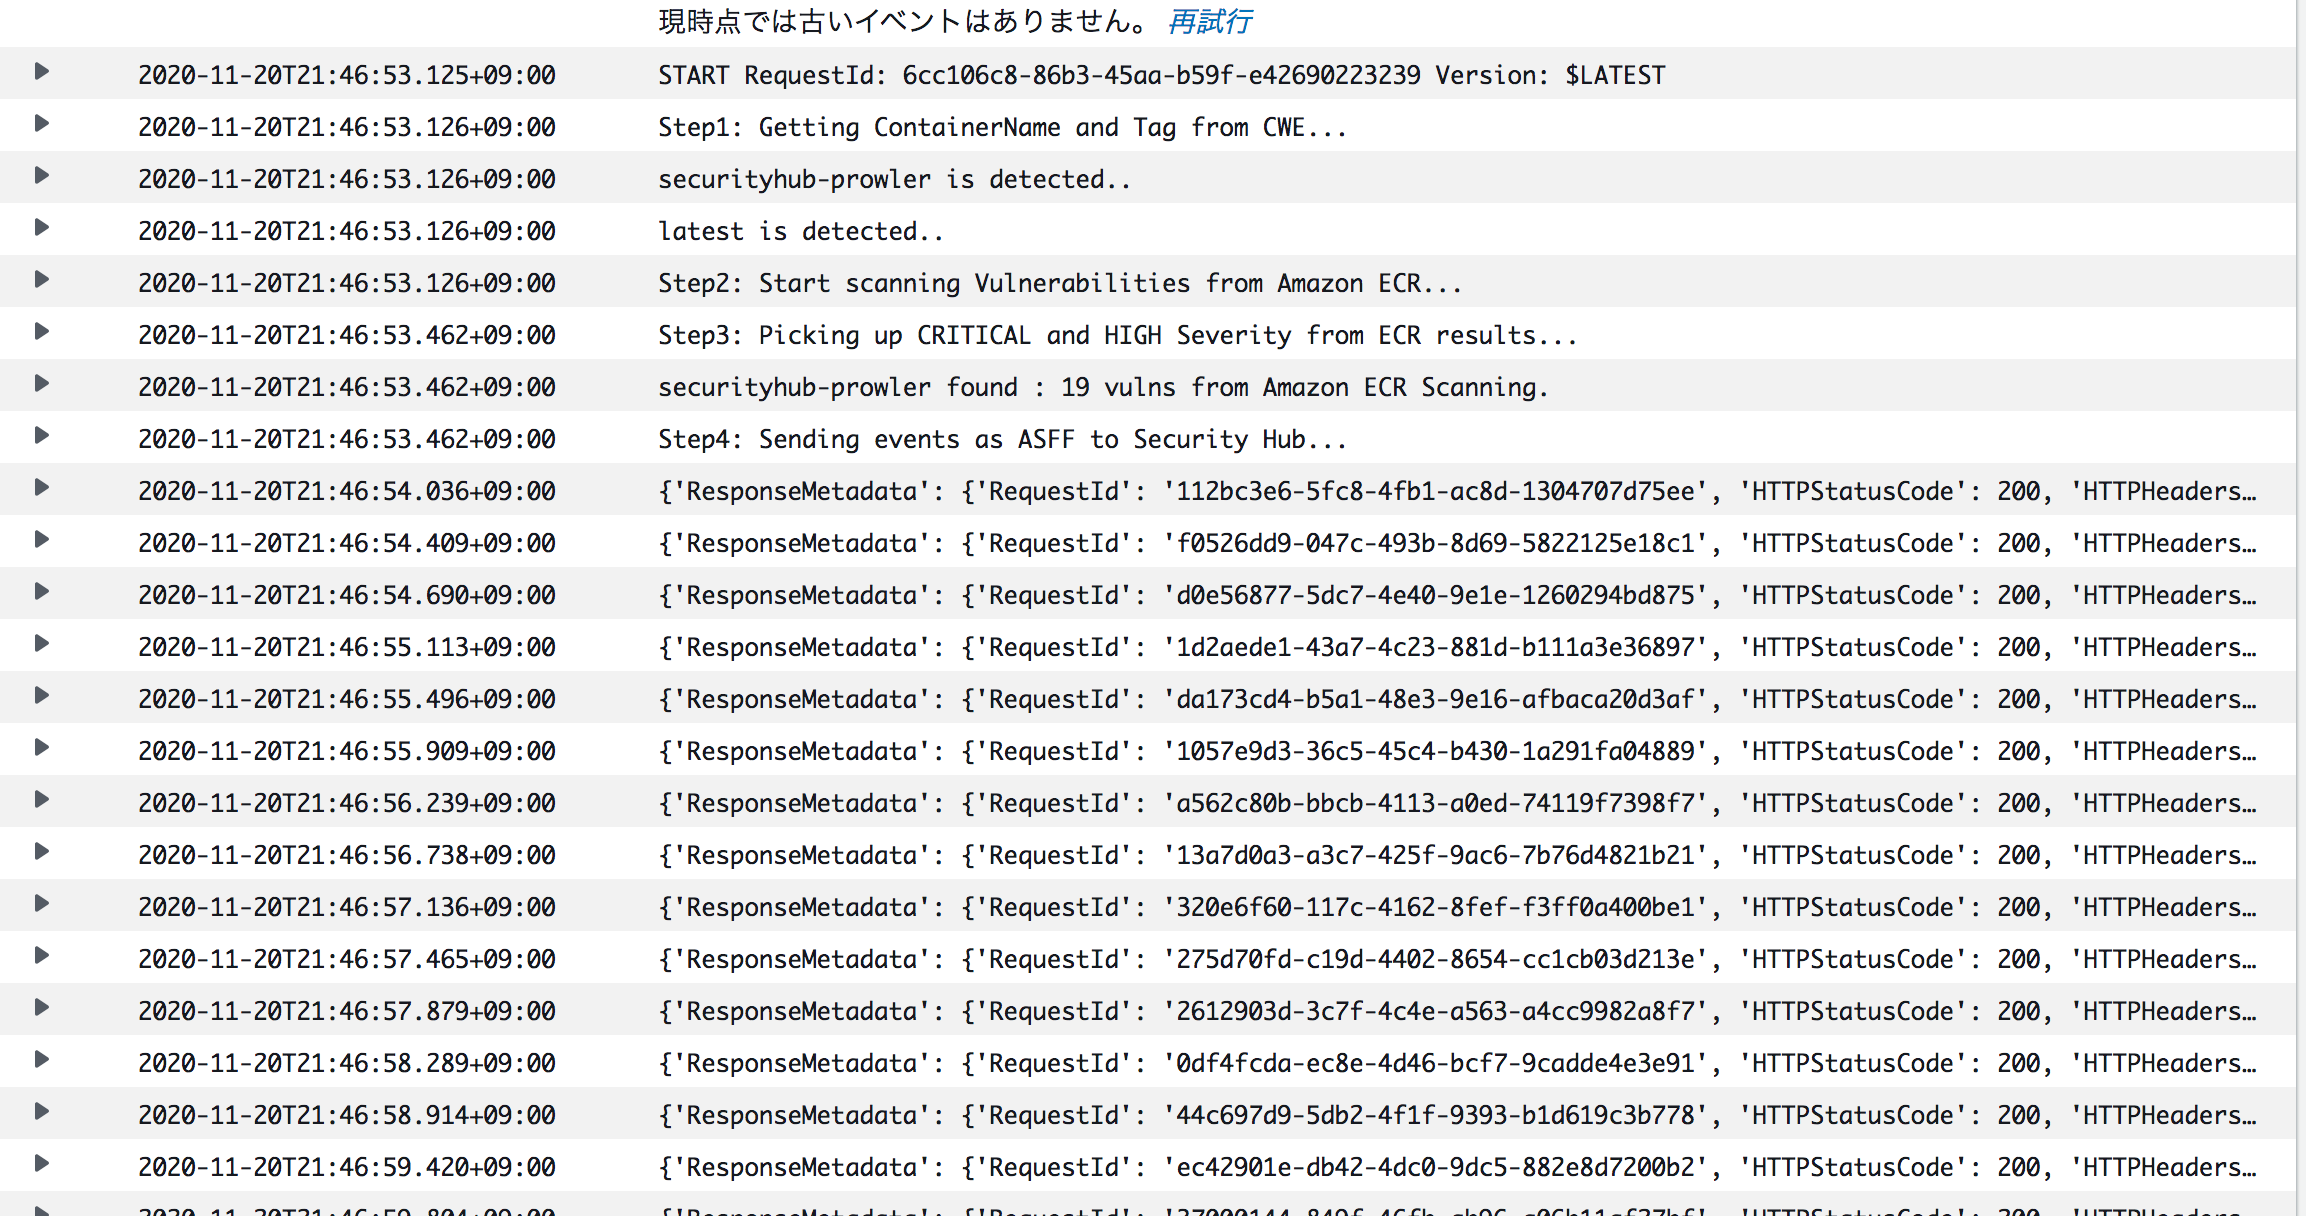 現時点では古いイベントはありません。 再試行
2020-11-20T21:46:53.125+09:00 START RequestId: 6cc106c8-86b3-45aa-b59f-e42690223239 Version: $LATEST
2020-11-20T21:46:53.126+09:00 Step1: Getting ContainerName and Tag from CWE...
2020-11-20T21:46:53.126+09:00 securityhub-prowler is detected..
2020-11-20T21:46:53.126+09:00 latest is detected..
2020-11-20T21:46:53.126+09:00 Step2: Start scanning Vulnerabilities from Amazon ECR...
2020-11-20T21:46:53.462+09:00 Step3: Picking up CRITICAL and HIGH Severity from ECR results...
2020-11-20T21:46:53.462+09:00 securityhub-prowler found : 19 vulns from Amazon ECR Scanning.
2020-11-20T21:46:53.462+09:00 Step4: Sending events as ASFF to Security Hub...
2020-11-20T21:46:54.036+09:00 {'ResponseMetadata': {'RequestId': '112bc3e6-5fc8-4fb1-ac8d-1304707d75ee', 'HTTPStatusCode': 200, 'HTTPHeaders…
2020-11-20T21:46:54.409+09:00 {'ResponseMetadata': {'RequestId': 'f0526dd9-047c-493b-8d69-5822125e18c1', 'HTTPStatusCode': 200, 'HTTPHeaders…
2020-11-20T21:46:54.690+09:00 {'ResponseMetadata': {'RequestId': 'd0e56877-5dc7-4e40-9e1e-1260294bd875', 'HTTPStatusCode': 200, 'HTTPHeaders…
2020-11-20T21:46:55.113+09:00 {'ResponseMetadata': {'RequestId': '1d2aede1-43a7-4c23-881d-b111a3e36897', 'HTTPStatusCode': 200, 'HTTPHeaders…
2020-11-20T21:46:55.496+09:00 {'ResponseMetadata': {'RequestId': 'da173cd4-b5a1-48e3-9e16-afbaca20d3af', 'HTTPStatusCode': 200, 'HTTPHeaders…
2020-11-20T21:46:55.909+09:00 {'ResponseMetadata': {'RequestId': '1057e9d3-36c5-45c4-b430-1a291fa04889', 'HTTPStatusCode': 200, 'HTTPHeaders…
2020-11-20T21:46:56.239+09:00 {'ResponseMetadata': {'RequestId': 'a562c80b-bbcb-4113-a0ed-74119f7398f7', 'HTTPStatusCode': 200, 'HTTPHeaders…
2020-11-20T21:46:56.738+09:00 {'ResponseMetadata': {'RequestId': '13a7d0a3-a3c7-425f-9ac6-7b76d4821b21', 'HTTPStatusCode': 200, 'HTTPHeaders…
2020-11-20T21:46:57.136+09:00 {'ResponseMetadata': {'RequestId': '320e6f60-117c-4162-8fef-f3ff0a400be1', 'HTTPStatusCode': 200, 'HTTPHeaders…
2020-11-20T21:46:57.465+09:00 {'ResponseMetadata': {'RequestId': '275d70fd-c19d-4402-8654-cc1cb03d213e', 'HTTPStatusCode': 200, 'HTTPHeaders…
2020-11-20T21:46:57.879+09:00 {'ResponseMetadata': {'RequestId': '2612903d-3c7f-4c4e-a563-a4cc9982a8f7', 'HTTPStatusCode': 200, 'HTTPHeaders…
2020-11-20T21:46:58.289+09:00 {'ResponseMetadata': {'RequestId': '0df4fcda-ec8e-4d46-bcf7-9cadde4e3e91', 'HTTPStatusCode': 200, 'HTTPHeaders…
2020-11-20T21:46:58.914+09:00 {'ResponseMetadata': {'RequestId': '44c697d9-5db2-4f1f-9393-b1d619c3b778', 'HTTPStatusCode': 200, 'HTTPHeaders…
2020-11-20T21:46:59.420+09:00 {'ResponseMetadata': {'RequestId': 'ec42901e-db42-4dc0-9dc5-882e8d7200b2', 'HTTPStatusCode': 200, 'HTTPHeaders…